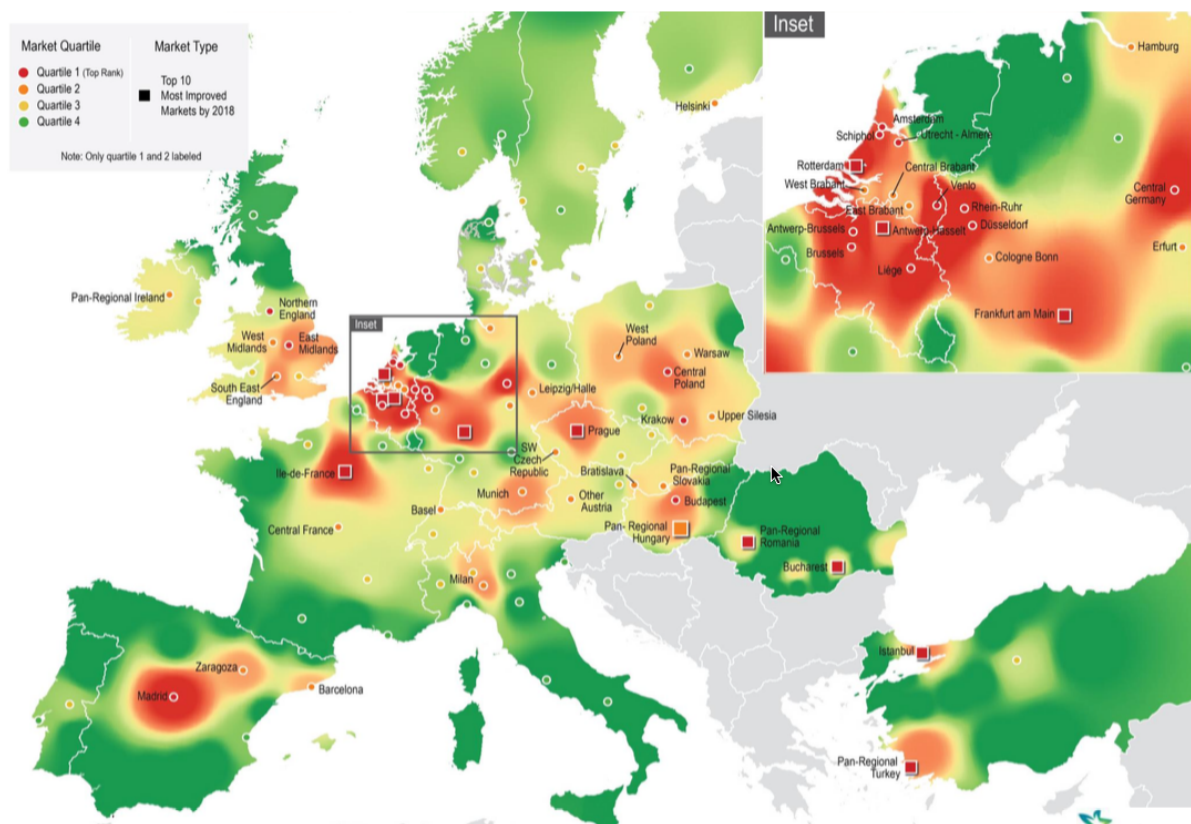 Market Quartile
Quartile 1 (Top Rank)
Quartile 2
Quartile 3
Quartile 4
Market Type
Top 10
Most Improved
Markets by 2018
Note: Only quartile 1 and 2 labeled
Helsinki
Pan-Regional Ireland
Northern
England
West
Midlands
East
Midlands
South East
England
Inset
West
Poland
Warsaw
Central
Poland
Leipzig/Halle
Krakow
Upper Silesia
Prague
SW
Czech
Republic
Ile-de-France
Bratislava
Pan-Regional
Slovakia
Munich
Other
Austria
Budapest
Basel
Pan- Regional
Hungary
Central France
Pan-Regional
Romania
Bucharest
Milan
Zaragoza
Madrid
Barcelona
Istanbul
Pan-Regional
Turkey
Inset
Hamburg
Amsterdam
Schiphol
Utrecht - Almere
Rotterdam
Central Brabant
West Brabant
Venlo
Central
Germany
East Brabant
Rhein-Ruhr
Antwerp-Brussels
Antwerp-Hasselt
Düsseldorf
Brussels
Erfurt
Cologne Bonn
Liége
Frankfurt am Main